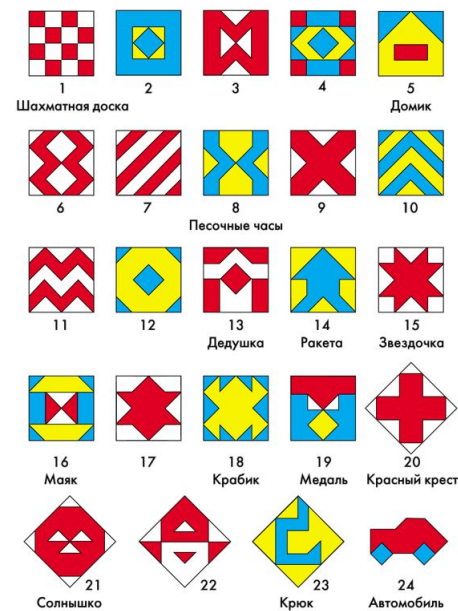 1 2 3 4 5
Шахматная доска Домик
6 7 8 9 10
Песочные часы
11 12 13 14 15
Дедушка Ракета Звездочка
16 17 18 19 20
Маяк Крабик Медаль Красный крест
21 22 23 24
Солнышко Крюк Автомобиль